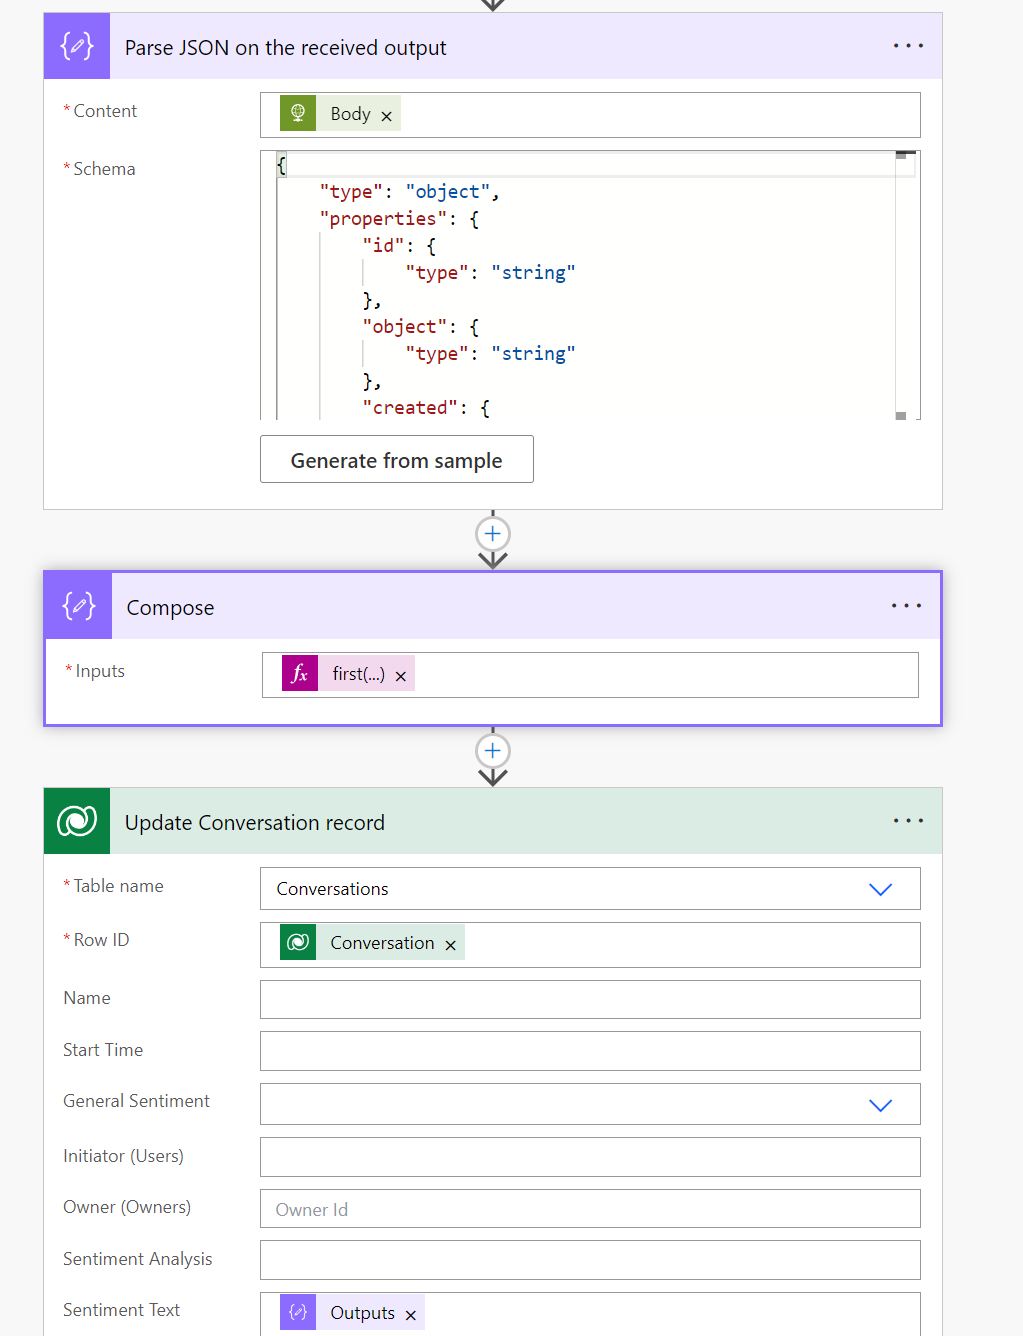 Parse JSON on the received output
* Content
Body ×
* Schema
{
"type": "object",
"properties": {
"id": {
"type": "string"
},
"object": {
"type": "string"
},
"created": {
Generate from sample
Compose
* Inputs
fx first(...) ×
Update Conversation record
* Table name
Conversations
* Row ID
Conversation ×
Name
Start Time
General Sentiment
Initiator (Users)
Owner (Owners)
Owner Id
Sentiment Analysis
Sentiment Text
Outputs ×